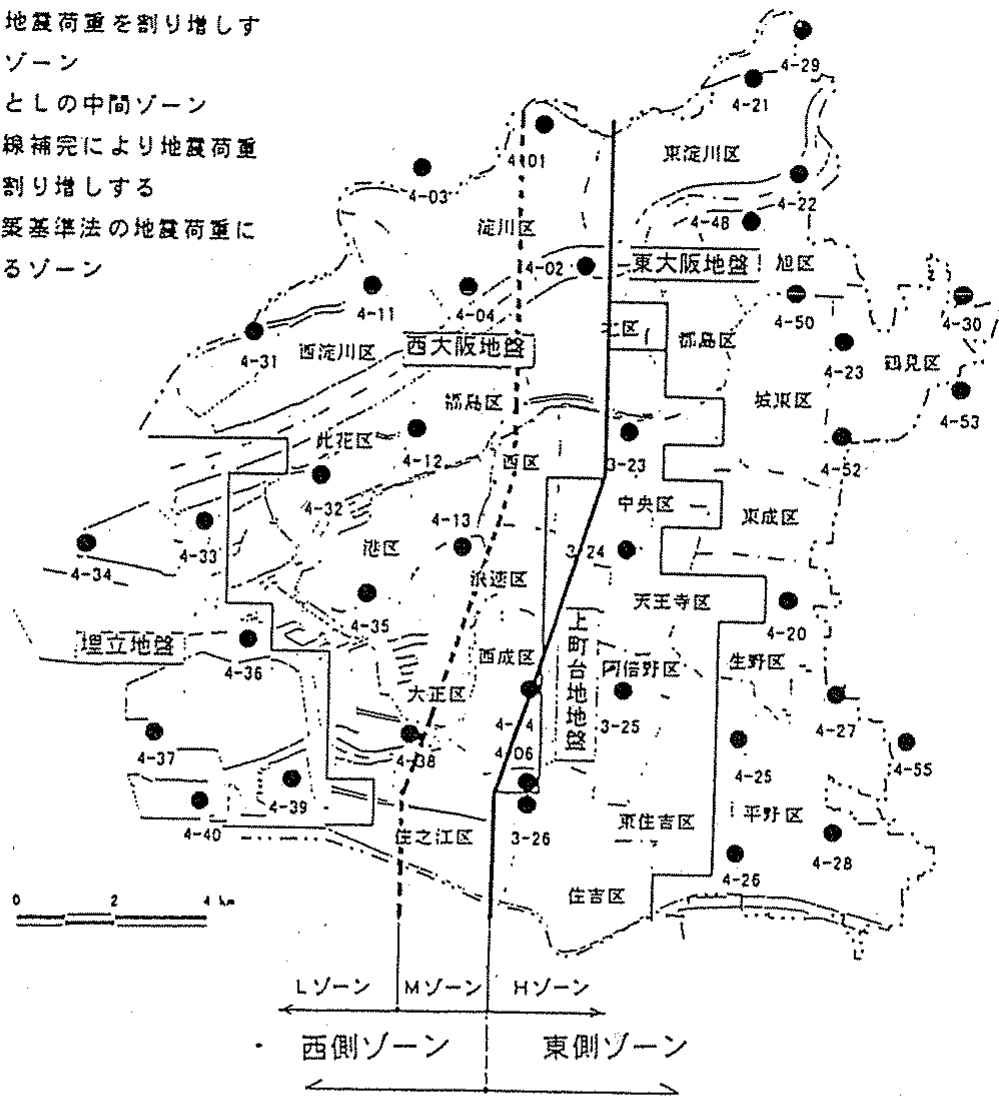 地震荷重を割り増しす
ゾーン
としの中間ゾーン
線補完により地震荷重
割り増しする
築基準法の地震荷重に
るゾーン
4-29
4-21
4-01
東淀川区
4-03
4-22
淀川区
4-48
4-02
東大阪地盤
旭区
4-11
4-04
4-50
4-30
4-31
西淀川区
西大阪地盤
北区
都島区
4-23
鶴見区
福島区
城東区
4-53
此花区
4-12
西区
3-23
4-52
4-32
中央区
東成区
4-33
4-13
港区
3-24
4-34
浪速区
天王寺区
4-35
4-20
埋立地盤
4-36
西成区
上町台地地盤
阿倍野区
生野区
大正区
3-25
4-27
4-37
4-38
4-06
4-25
4-55
4-39
4-40
住之江区
3-26
東住吉区
平野区
4-28
4-26
住吉区
0 2 4 km
Lゾーン Mゾーン Hゾーン
西側ゾーン 東側ゾーン